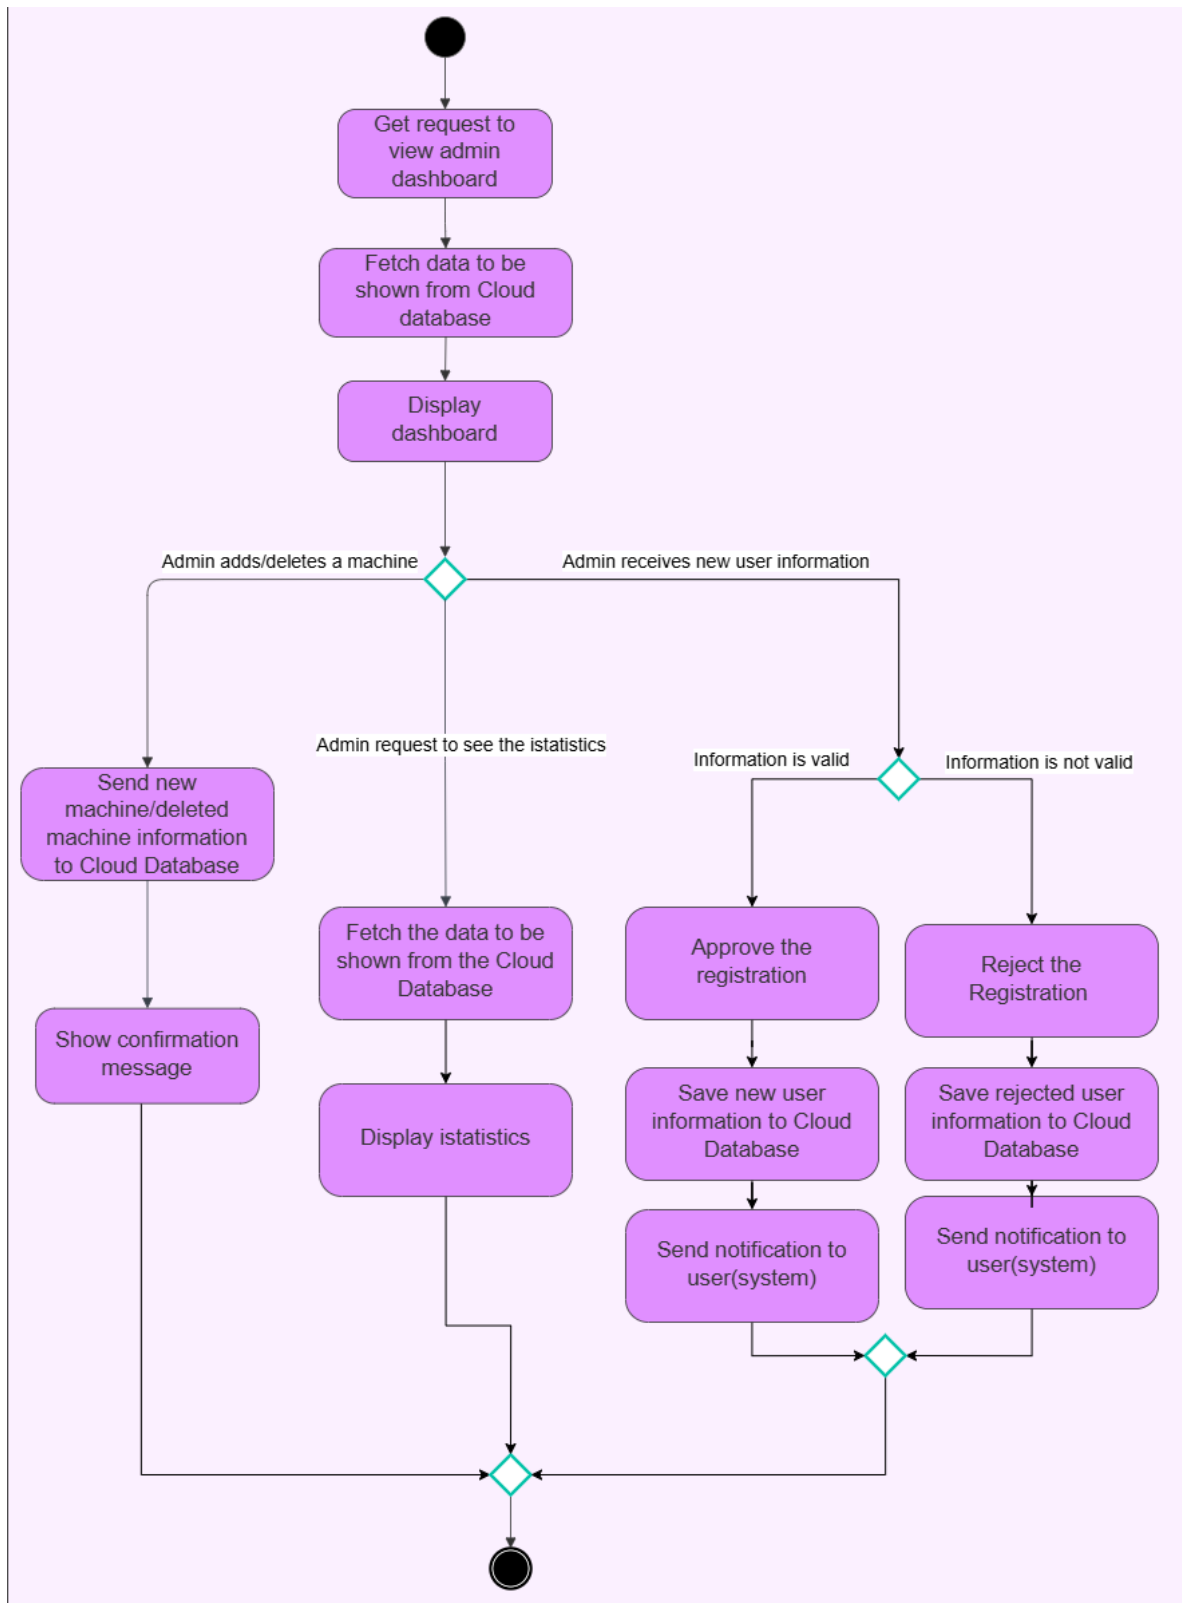 Get request to
view admin
dashboard
Fetch data to be
shown from Cloud
database
Display
dashboard
Admin adds/deletes a machine
Admin receives new user information
Admin request to see the istatistics
Information is valid
Information is not valid
Send new
machine/deleted
machine information
to Cloud Database
Fetch the data to be
shown from the Cloud
Database
Approve the
registration
Reject the
Registration
Show confirmation
message
Display istatistics
Save new user
information to Cloud
Database
Save rejected user
information to Cloud
Database
Send notification to
user(system)
Send notification to
user(system)